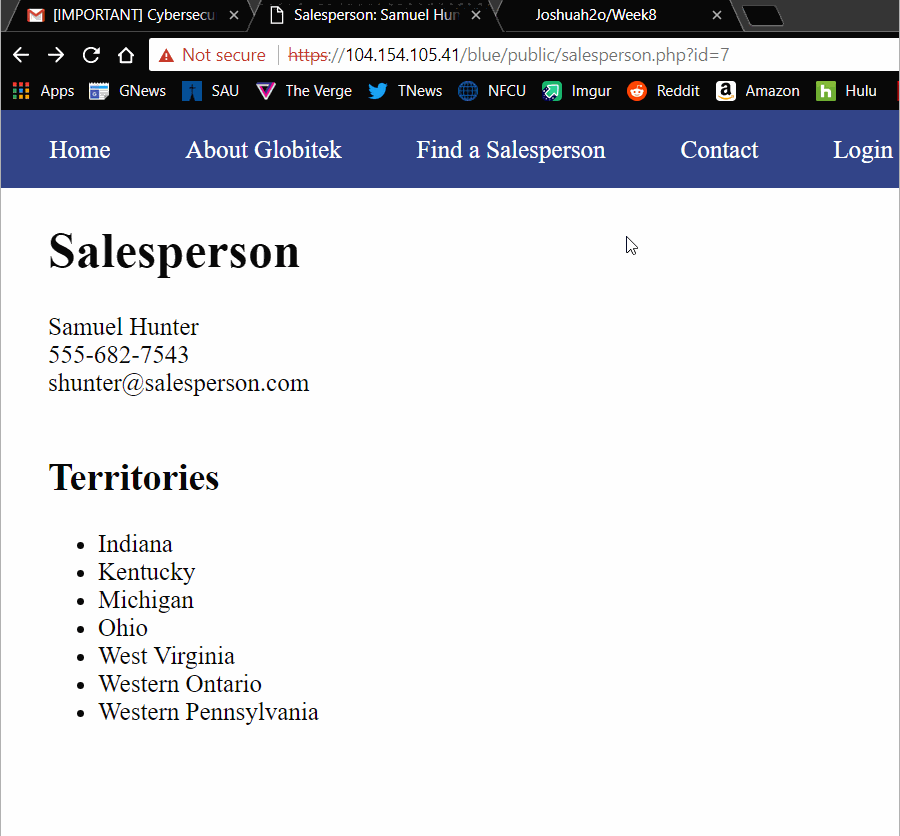 [IMPORTANT] Cybersecu
Salesperson: Samuel Hun
Joshuah2o/Week8
Not secure https://104.154.105.41/blue/public/salesperson.php?id=7
Apps GNews SAU The Verge TNews NFCU Imgur Reddit Amazon Hulu
Home About Globitek Find a Salesperson Contact Login
Salesperson
Samuel Hunter
555-682-7543
shunter@salesperson.com
Territories
• Indiana
• Kentucky
• Michigan
• Ohio
• West Virginia
• Western Ontario
• Western Pennsylvania